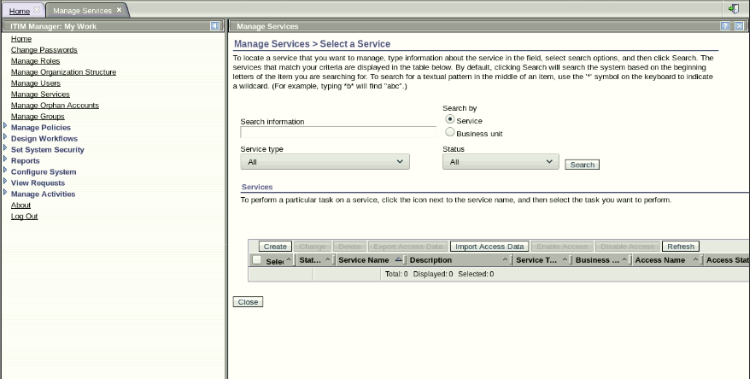 Home
Manage Services ×
ITIM Manager: My Work
Home
Change Passwords
Manage Roles
Manage Organization Structure
Manage Users
Manage Services
Manage Orphan Accounts
Manage Groups
Manage Policies
Design Workflows
Set System Security
Reports
Configure System
View Requests
Manage Activities
About
Log Out
Manage Services
Manage Services > Select a Service
To locate a service that you want to manage, type information about the service in the field, select search options, and then click Search. The
services that match your criteria are displayed in the table below. By default, clicking Search will search the system based on the beginning
letters of the item you are searching for. To search for a textual pattern in the middle of an item, use the '*' symbol on the keyboard to indicate
a wildcard. (For example, typing *b* will find "abc".)
Search information
Search by
Service
Business unit
Service type
All
Status
All
Search
Services
To perform a particular task on a service, click the icon next to the service name, and then select the task you want to perform.
Create Change Delete Export Access Data Import Access Data Enable Access Disable Access Refresh
Selec Stat... Service Name Description Service T... Business ... Access Name Access Stat
Total: 0 Displayed: 0 Selected: 0
Close